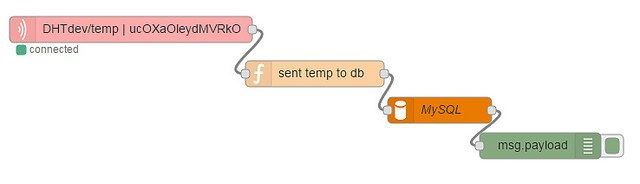 DHTdev/temp | ucOXaOleydMVRkO
connected
sent temp to db
MySQL
msg.payload